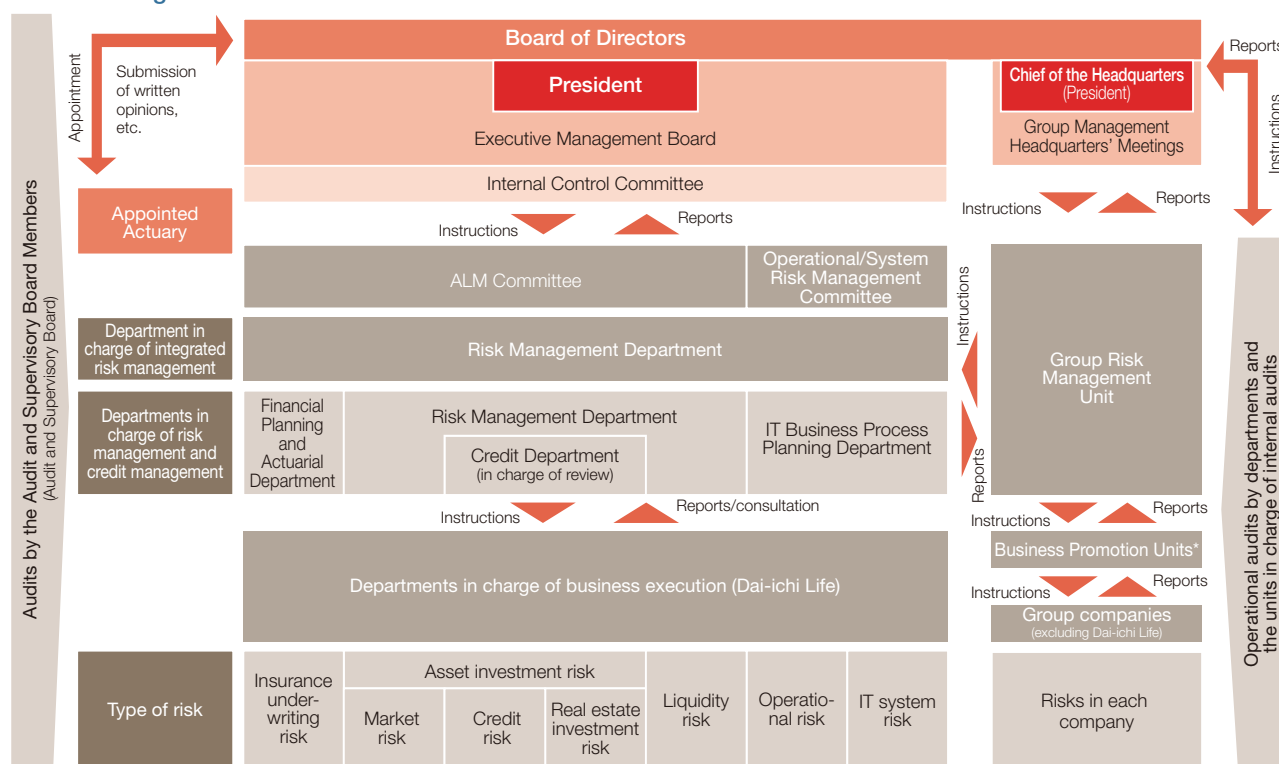 Board of Directors
Reports
Appointment
Submission
of written
opinions,
etc.
President
Chief of the Headquarters
(President)
Executive Management Board
Group Management
Headquarters' Meetings
Instructions
Internal Control Committee
Appointed
Actuary
Instructions
Reports
Instructions
Reports
ALM Committee
Operational/System
Risk Management
Committee
Department in
charge of integrated
risk management
Risk Management Department
Instructions
Group Risk
Management
Unit
Departments in
charge of risk
management and
credit management
Financial
Planning
and
Actuarial
Department
Risk Management Department
Credit Department
(in charge of review)
IT Business Process
Planning Department
Reports
Instructions
Reports/consultation
Instructions
Reports
Business Promotion Units*
Departments in charge of business execution (Dai-ichi Life)
Instructions
Reports
Group companies
(excluding Dai-ichi Life)
Type of risk
Insurance
under-
writing
risk
Asset investment risk
Market
risk
Credit
risk
Real estate
investment
risk
Liquidity
risk
Operatio-
nal risk
IT system
risk
Risks in each
company
Audits by the Audit and Supervisory Board Members
(Audit and Supervisory Board)
Operational audits by departments and
the units in charge of internal audits